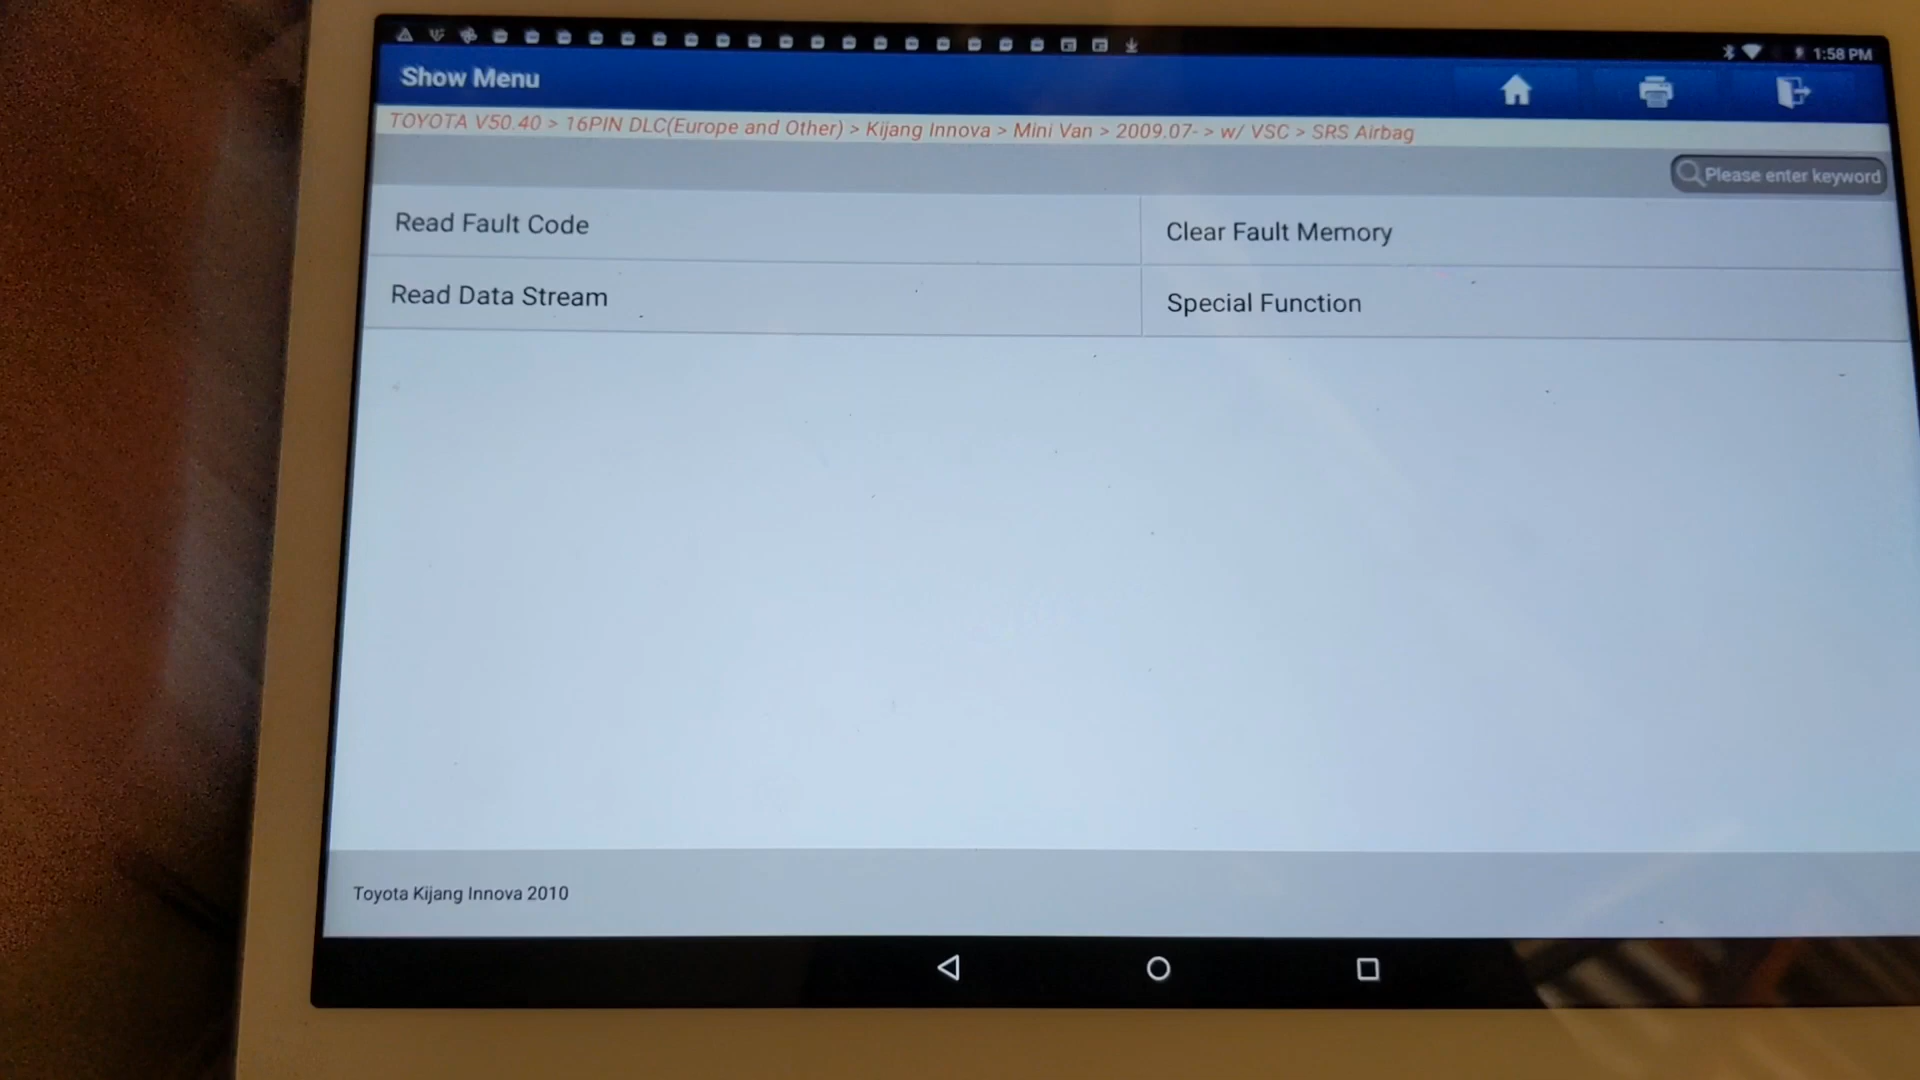 1:58 PM
Show Menu
TOYOTA V50.40 > 16PIN DLC(Europe and Other) > Kijang Innova > Mini Van > 2009.07- > w/ VSC > SRS Airbag
Please enter keyword
Read Fault Code
Clear Fault Memory
Read Data Stream
Special Function
Toyota Kijang Innova 2010